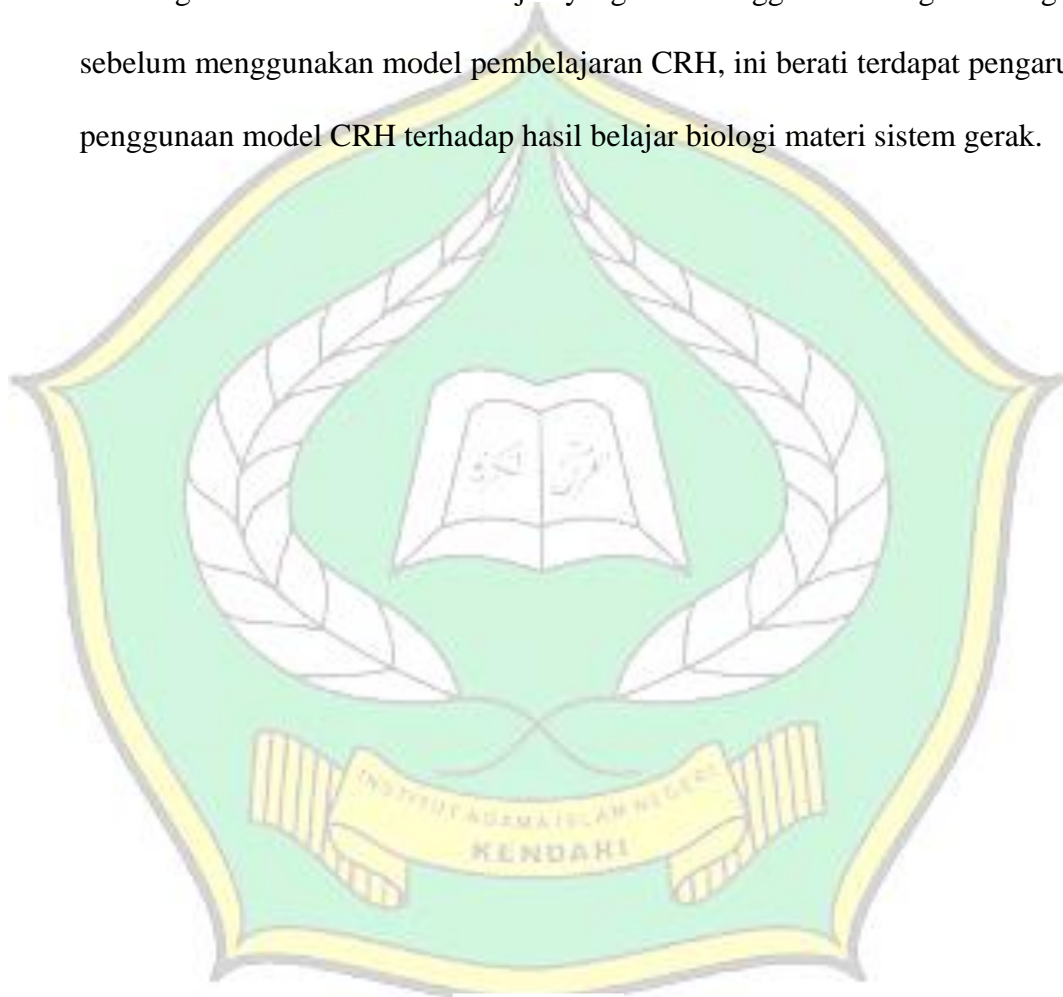 sebelum menggunakan model pembelajaran CRH, ini berati terdapat
penggunaan model CRH terhadap hasil belajar biologi materi sistem gerak.
INSTITUT AGAMA ISLAM NEGERI
KENDARI